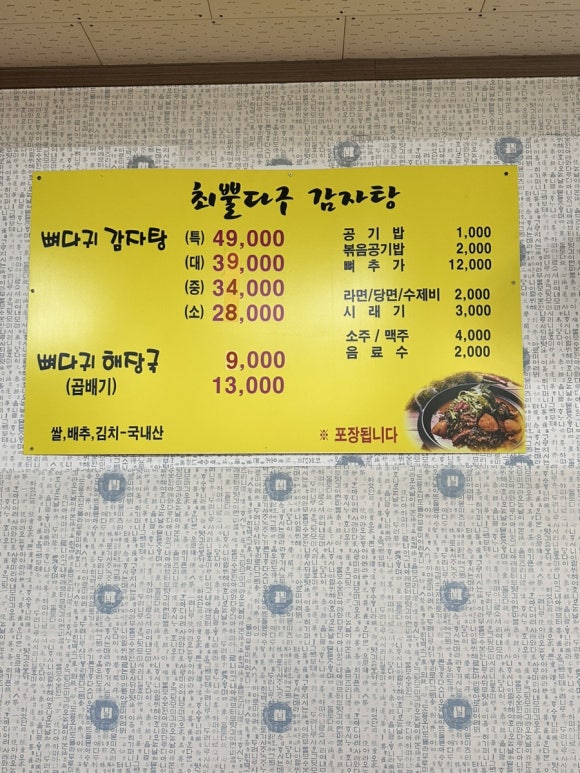 최뿔다구 감자탕
뼈다귀 감자탕 (특) 49,000
(대) 39,000
(중) 34,000
(소) 28,000
뼈다귀 해장국 9,000
(곱배기) 13,000
쌀,배추,김치-국내산
공기밥 1,000
볶음공기밥 2,000
뼈추가 12,000
라면/당면/수제비 2,000
시래기 3,000
소주/맥주 4,000
음료수 2,000
※ 포장됩니다